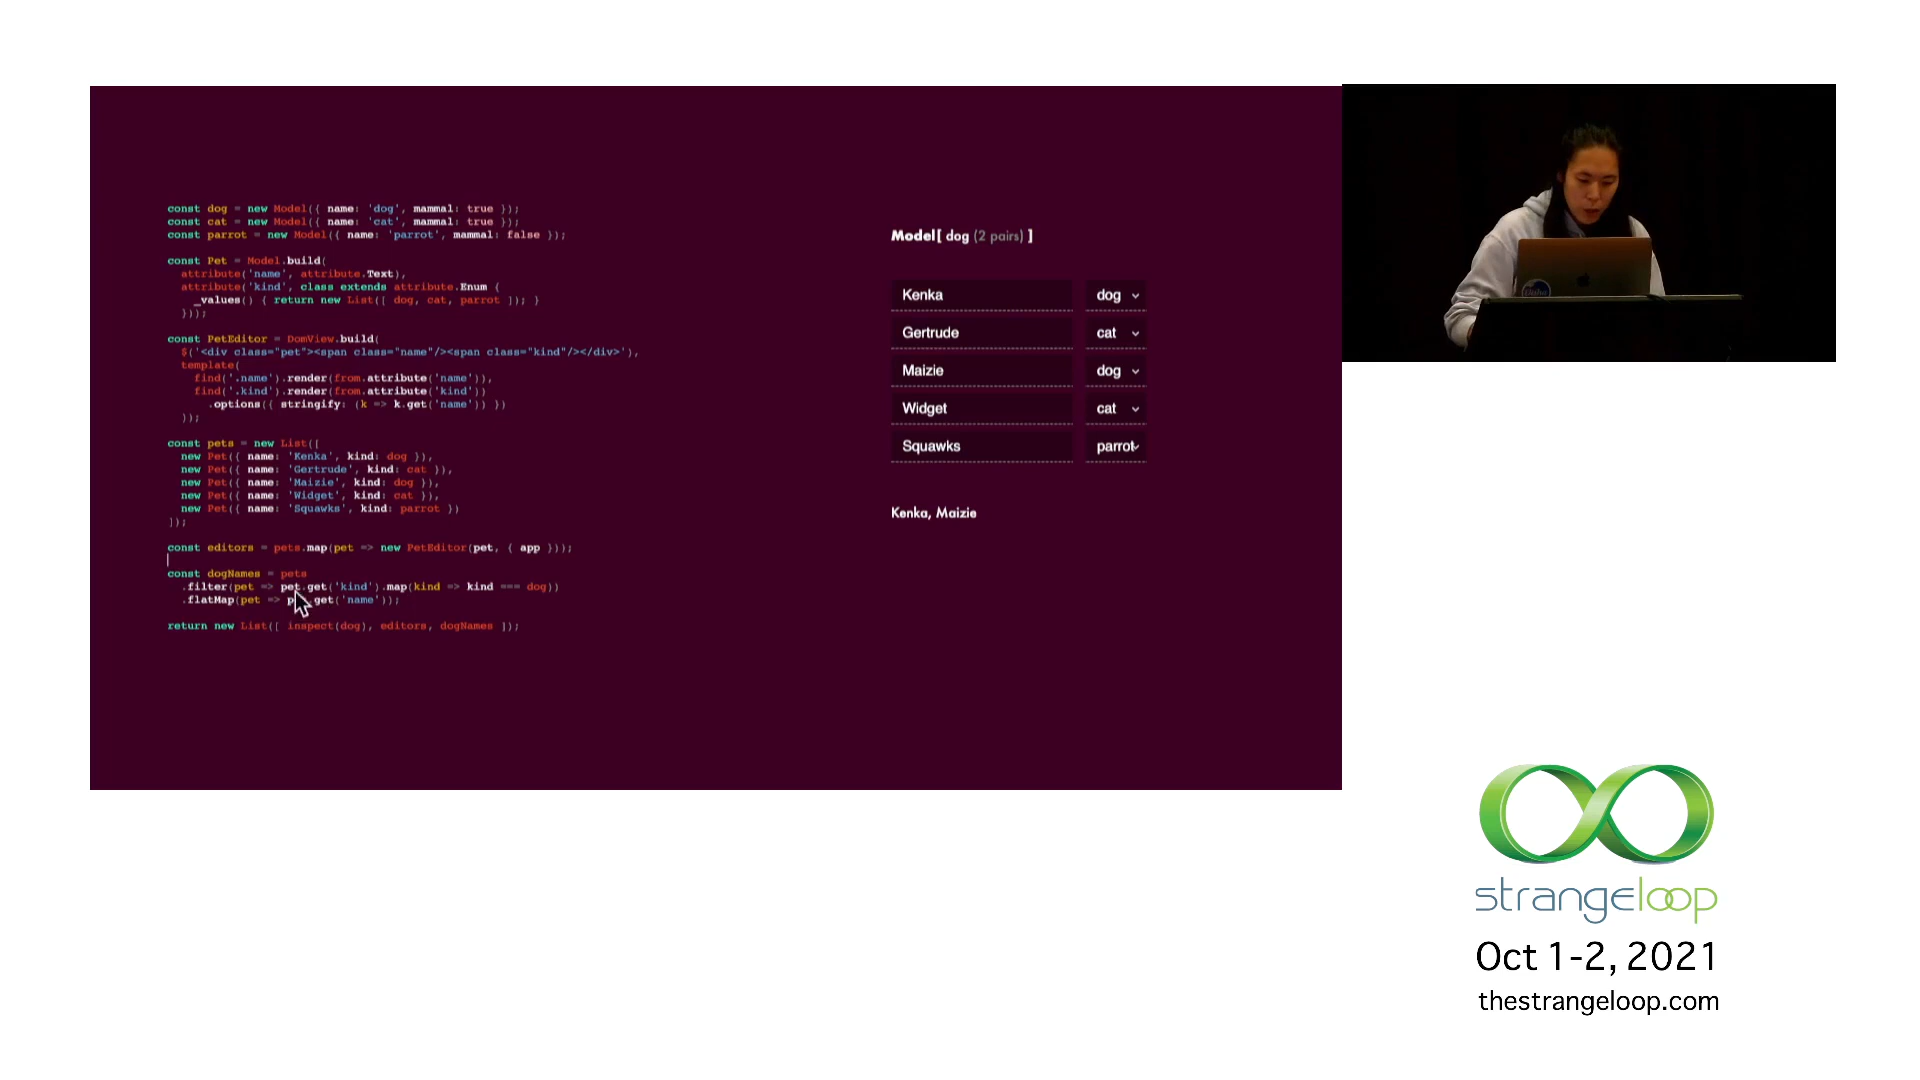 const dog = new Model({ name: 'dog', mammal: true });
const cat = new Model({ name: 'cat', mammal: true });
const parrot = new Model({ name: 'parrot', mammal: false });
const Pet = Model.build(
attribute('name', attribute.Text),
attribute('kind', class extends attribute.Enum {
_values() { return new List([ dog, cat, parrot ]); }
}));
const PetEditor = DomView.build(
$('<div class="pet"><span class="name"/><span class="kind"/></div>'),
template(
find('.name').render(from.attribute('name')),
find('.kind').render(from.attribute('kind'))
.options({ stringify: (k => k.get('name')) })
));
const pets = new List([
new Pet({ name: 'Kenka', kind: dog }),
new Pet({ name: 'Gertrude', kind: cat }),
new Pet({ name: 'Maizie', kind: dog }),
new Pet({ name: 'Widget', kind: cat }),
new Pet({ name: 'Squawks', kind: parrot })
]);
const editors = pets.map(pet => new PetEditor(pet, { app }));
const dogNames = pets
.filter(pet => pet.get('kind').map(kind => kind === dog))
.flatMap(pet => p .get('name'));
return new List([ inspect(dog), editors, dogNames ]);
Model[ dog (2 pairs) ]
Kenka dog
Gertrude cat
Maizie dog
Widget cat
Squawks parrot
Kenka, Maizie
strangeloop
Oct 1-2, 2021
thestrangeloop.com